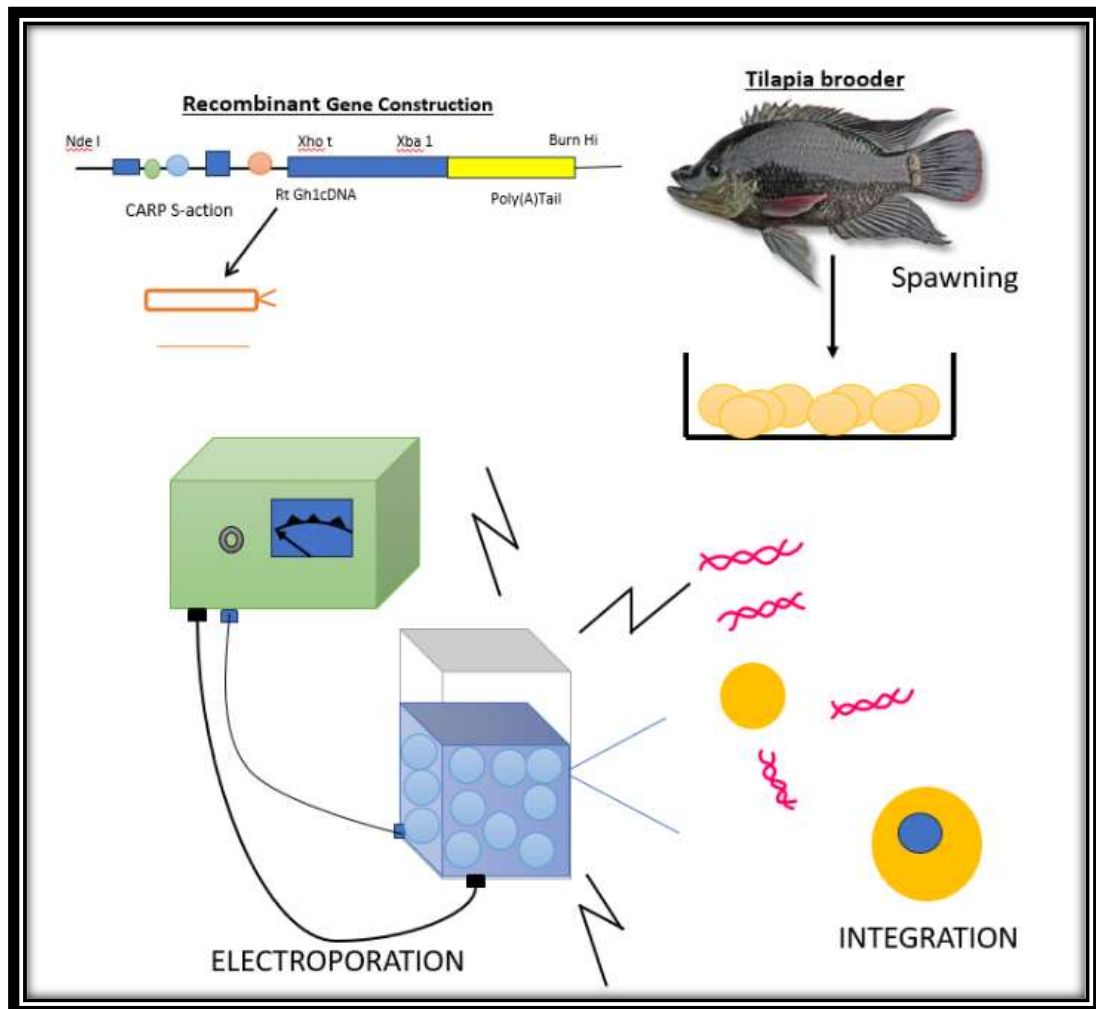 Recombinant Gene Construction
Nde I
Xho t
Xba 1
Burn Hi
CARP S-action
Rt Gh1cDNA
Poly(A)Tail
Tilapia brooder
Spawning
ELECTROPORATION
INTEGRATION